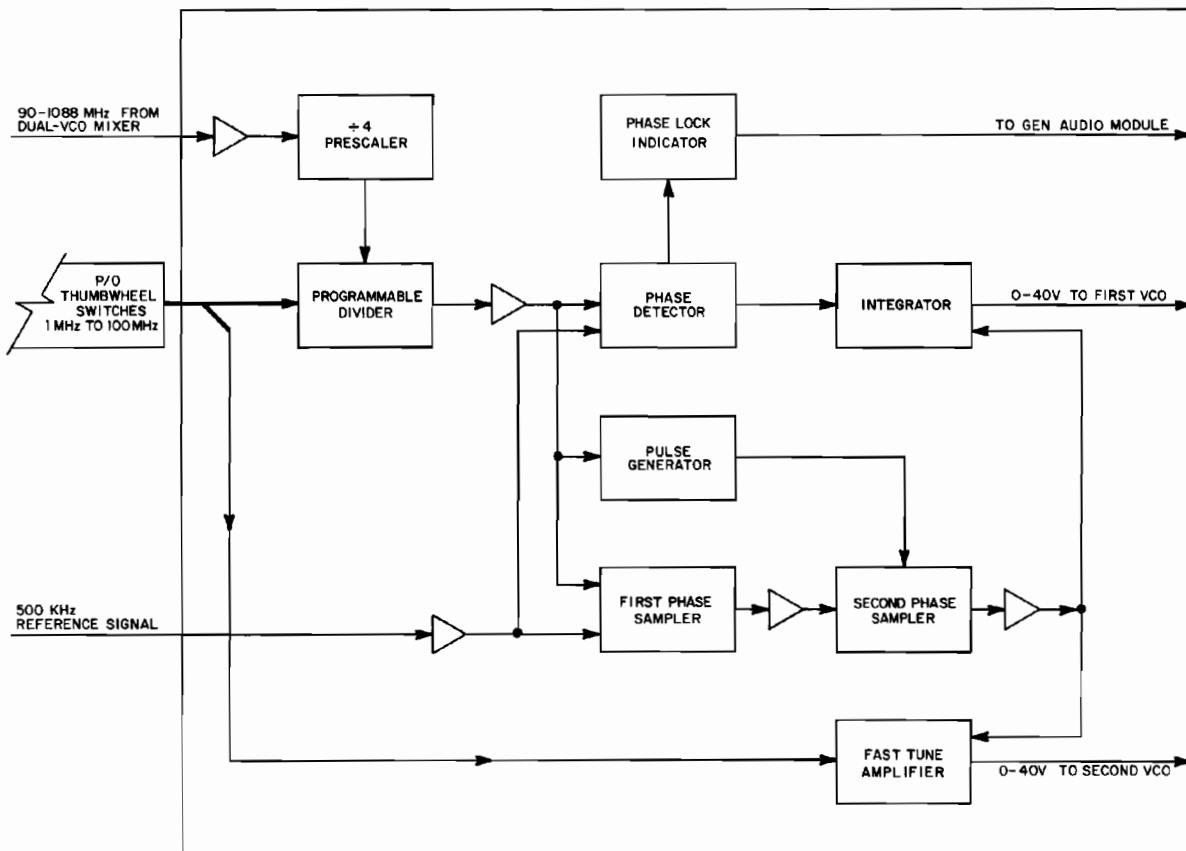 90-1088 MHz FROM
DUAL-VCO MIXER
÷4
PRESCALER
PHASE LOCK
INDICATOR
TO GEN AUDIO MODULE
P/O
THUMBWHEEL
SWITCHES
1 MHz TO 100MHz
PROGRAMMABLE
DIVIDER
PHASE
DETECTOR
INTEGRATOR
0-40V TO FIRST VCO
PULSE
GENERATOR
500 KHz
REFERENCE SIGNAL
FIRST PHASE
SAMPLER
SECOND PHASE
SAMPLER
FAST TUNE
AMPLIFIER
0-40V TO SECOND VCO